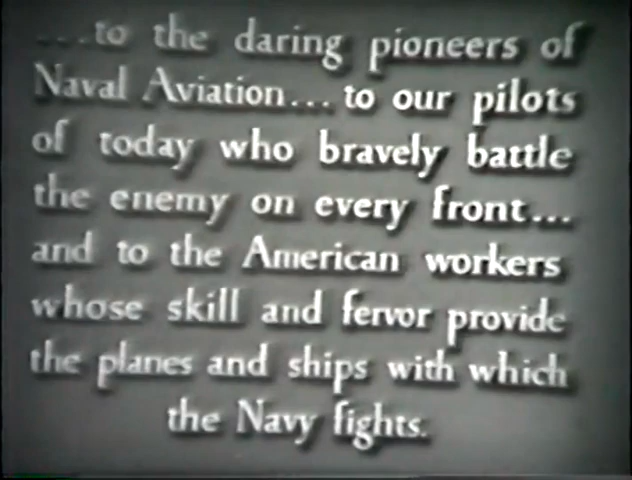 ...to the daring pioneers of
Naval Aviation... to our pilots
of today who bravely battle
the enemy on every front...
and to the American workers
whose skill and fervor provide
the planes and ships with which
the Navy fights.